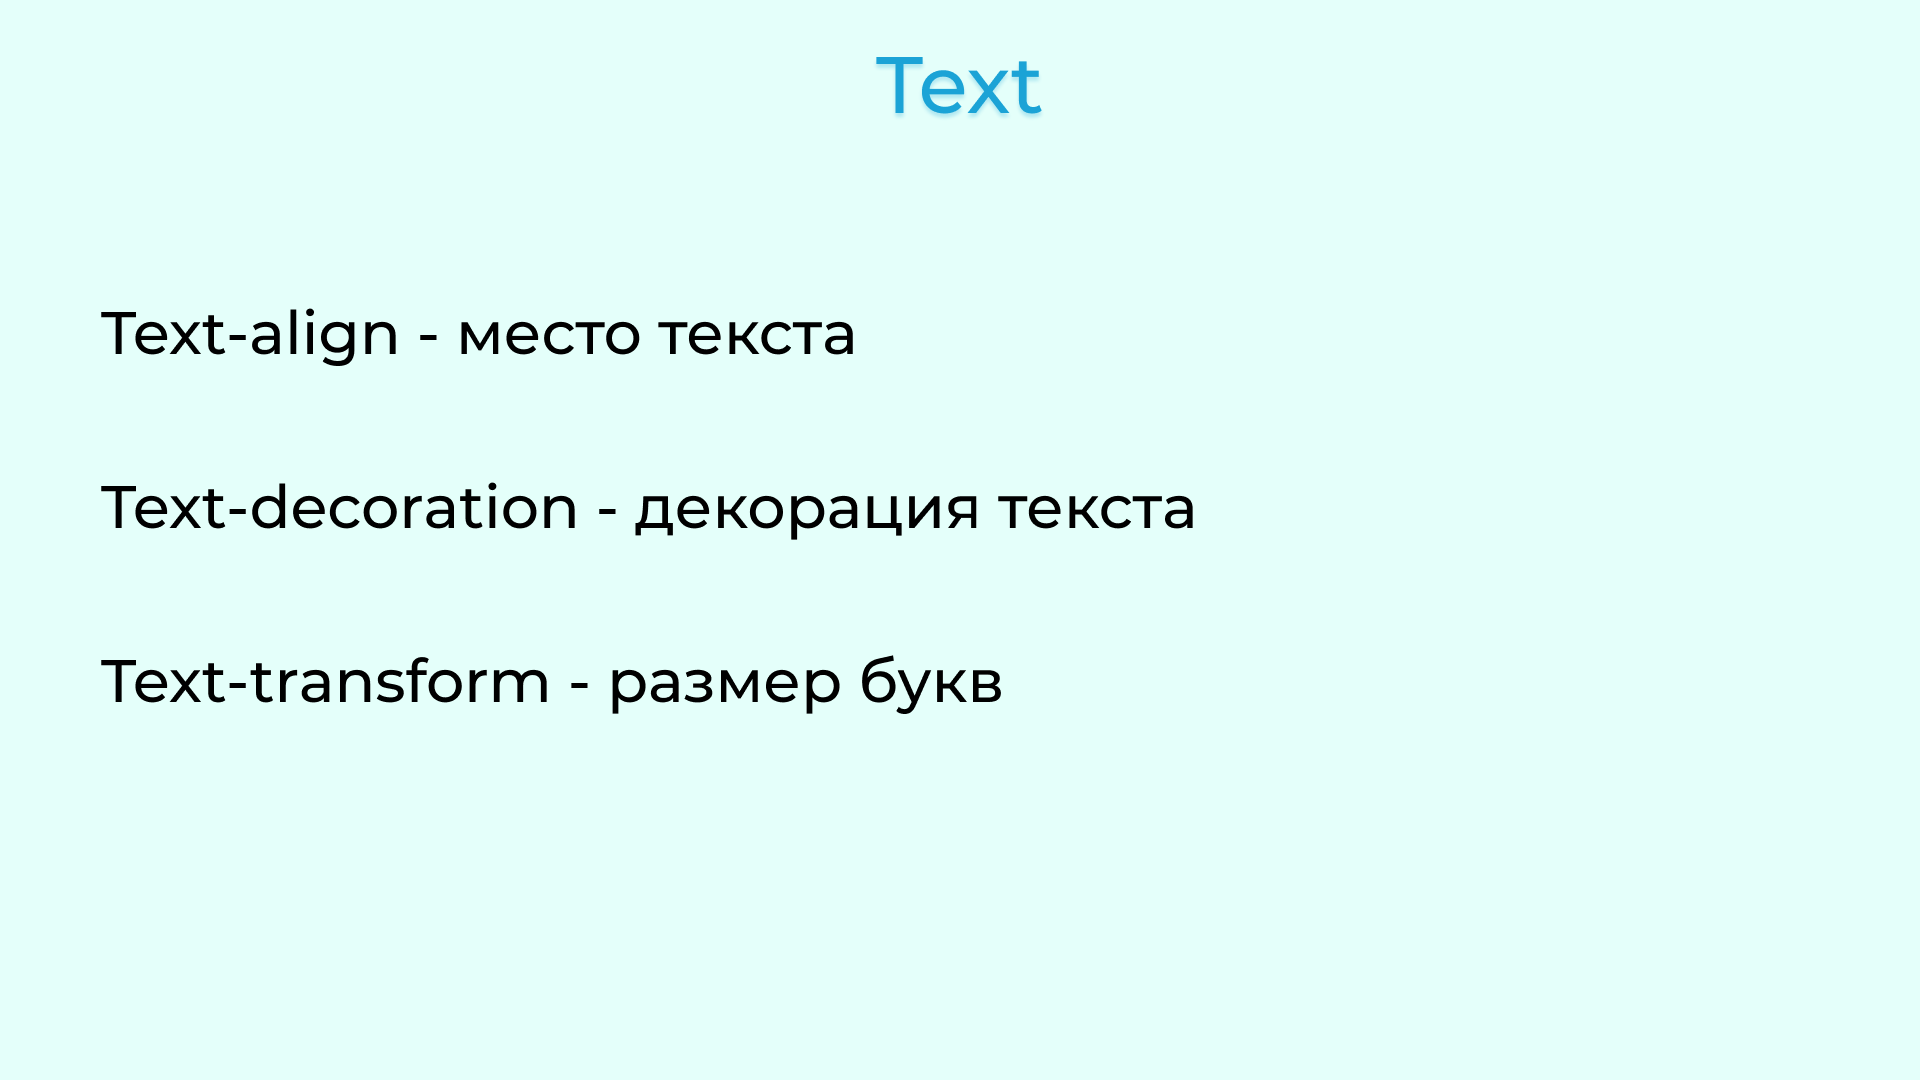 Text
Text-align - место текста
Text-decoration - декорация текста
Text-transform - размер букв